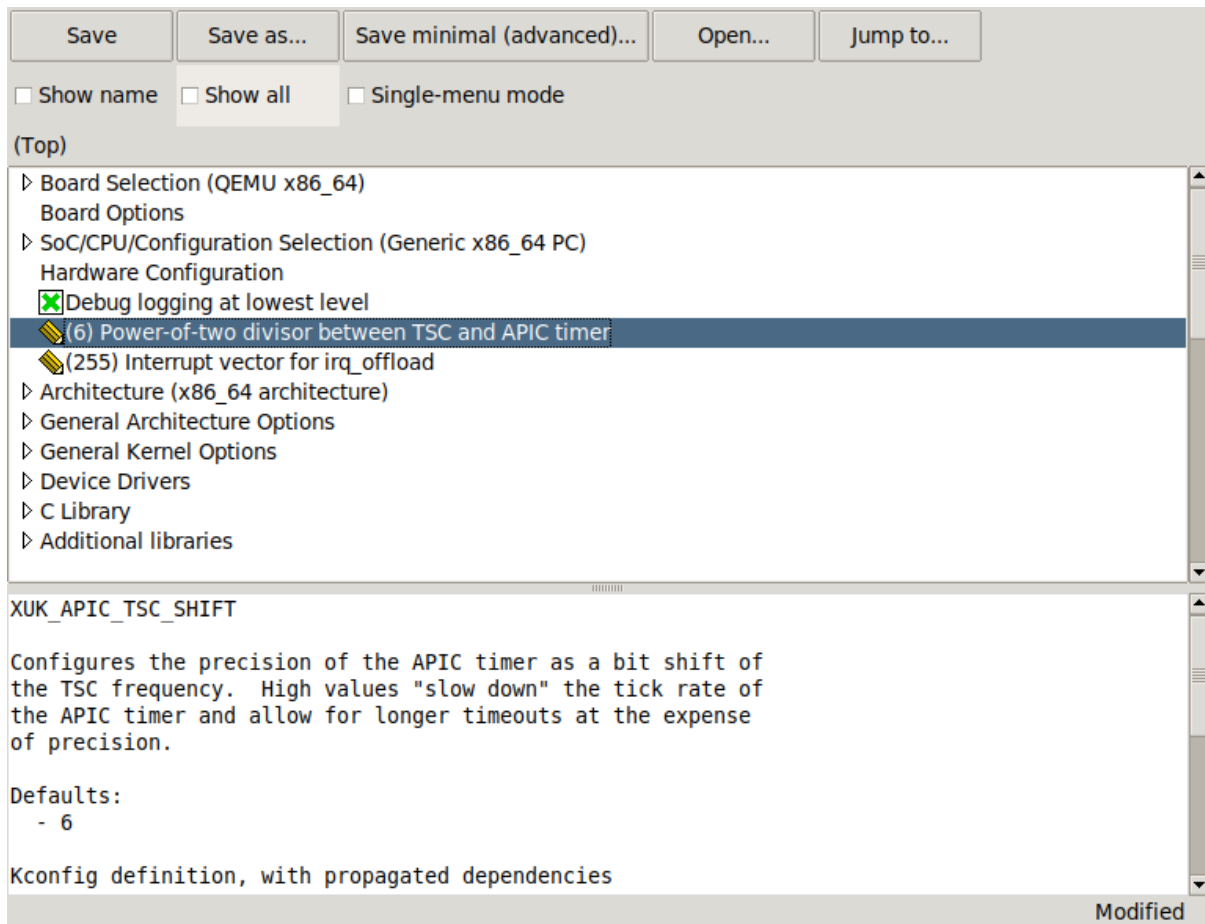 Save Save as... Save minimal (advanced)... Open... Jump to...
Show name Show all Single-menu mode
(Top)
Board Selection (QEMU x86_64)
Board Options
SoC/CPU/Configuration Selection (Generic x86_64 PC)
Hardware Configuration
Debug logging at lowest level
(6) Power-of-two divisor between TSC and APIC timer
(255) Interrupt vector for irq_offload
Architecture (x86_64 architecture)
General Architecture Options
General Kernel Options
Device Drivers
C Library
Additional libraries
XUK_APIC_TSC_SHIFT
Configures the precision of the APIC timer as a bit shift of
the TSC frequency.  High values "slow down" the tick rate of
the APIC timer and allow for longer timeouts at the expense
of precision.
Defaults:
- 6
Kconfig definition, with propagated dependencies
Modified